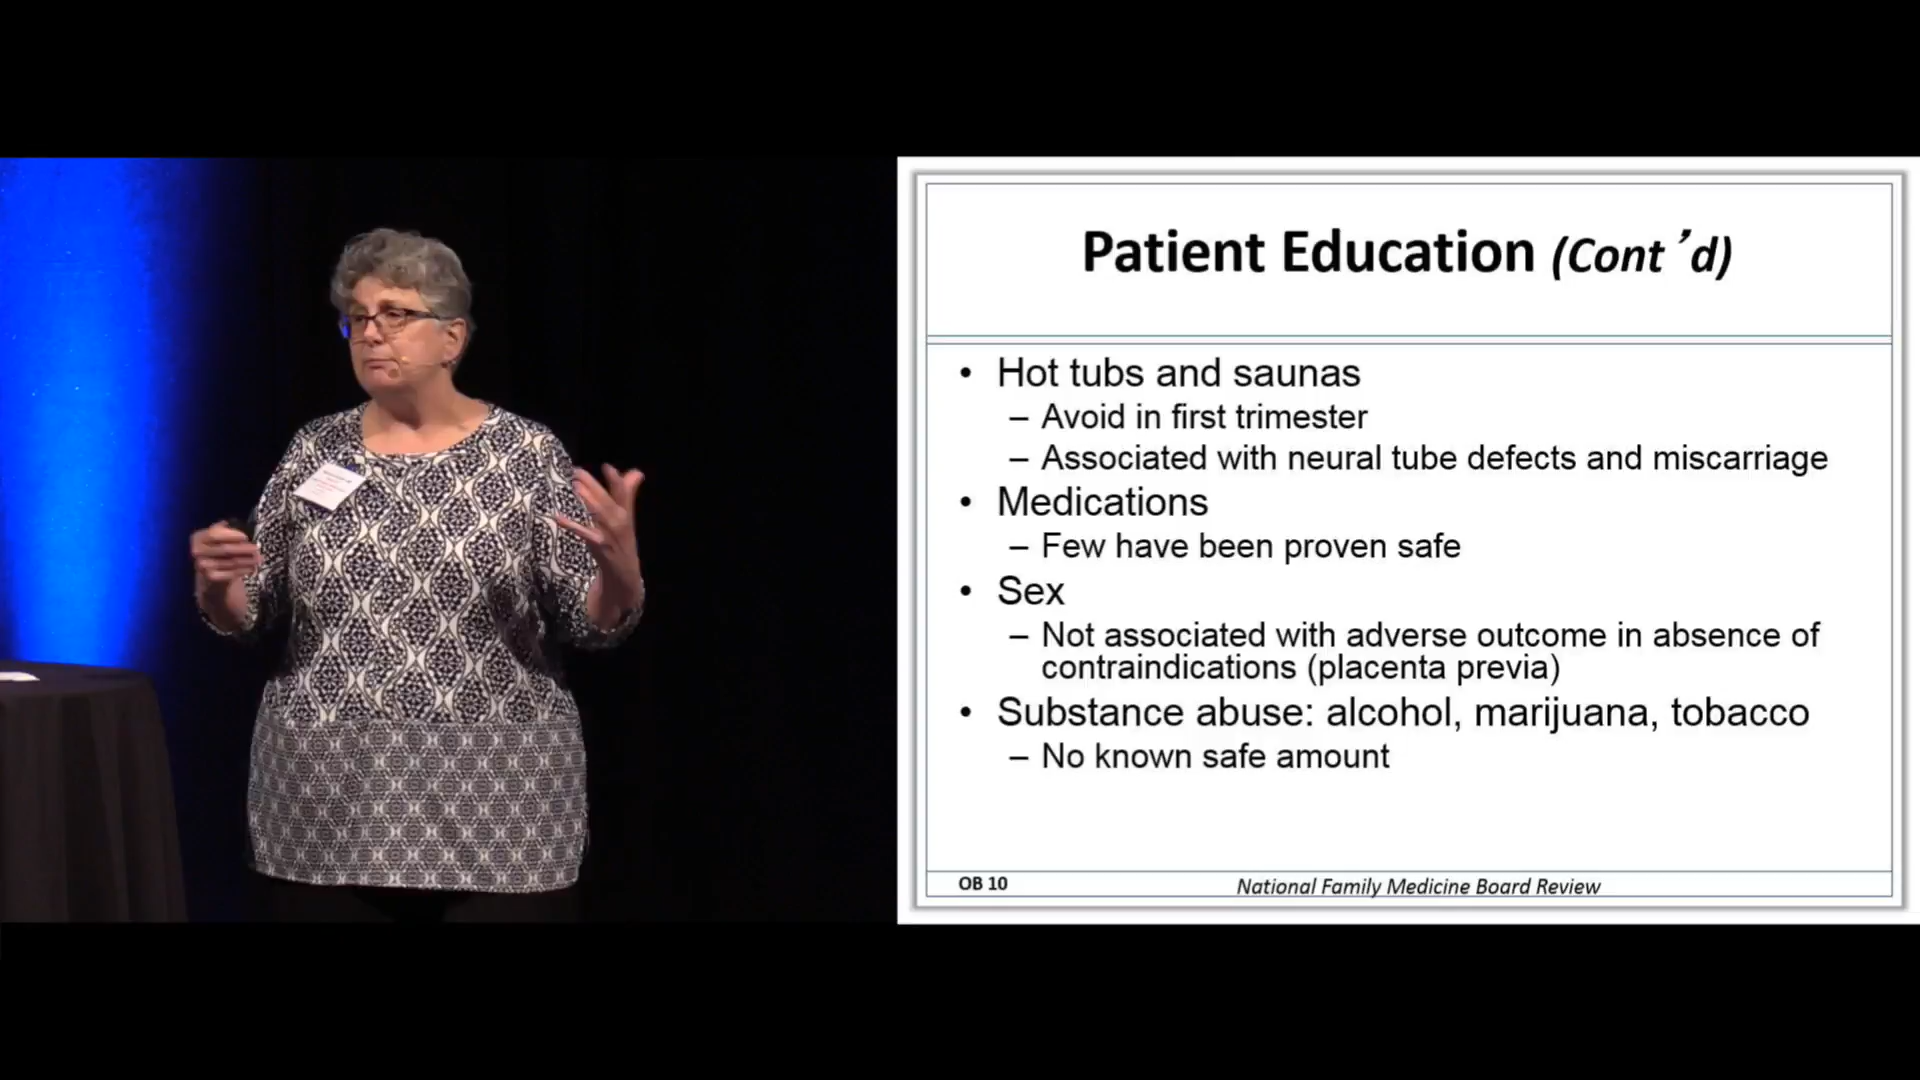 Patient Education (Cont’d)
• Hot tubs and saunas
– Avoid in first trimester
– Associated with neural tube defects and miscarriage
• Medications
– Few have been proven safe
• Sex
– Not associated with adverse outcome in absence of
contraindications (placenta previa)
• Substance abuse: alcohol, marijuana, tobacco
– No known safe amount
OB 10
National Family Medicine Board Review